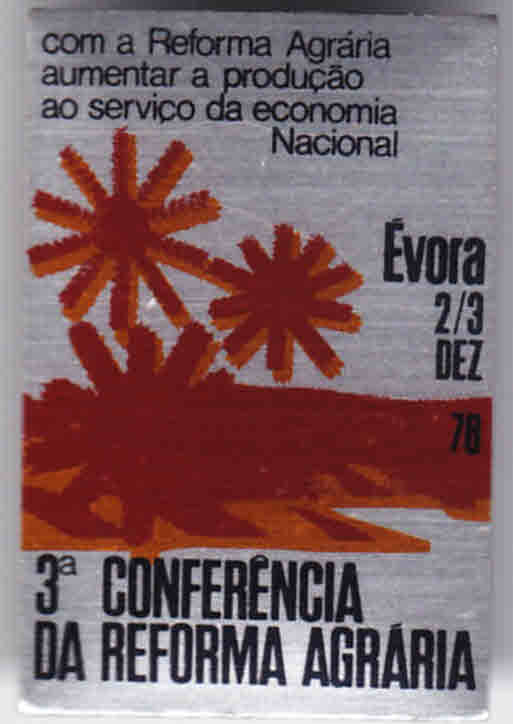 com a Reforma Agrária
aumentar a produção
ao serviço da economia
Nacional
Évora
2/3
DEZ
78
3ª CONFERÊNCIA
DA REFORMA AGRÁRIA